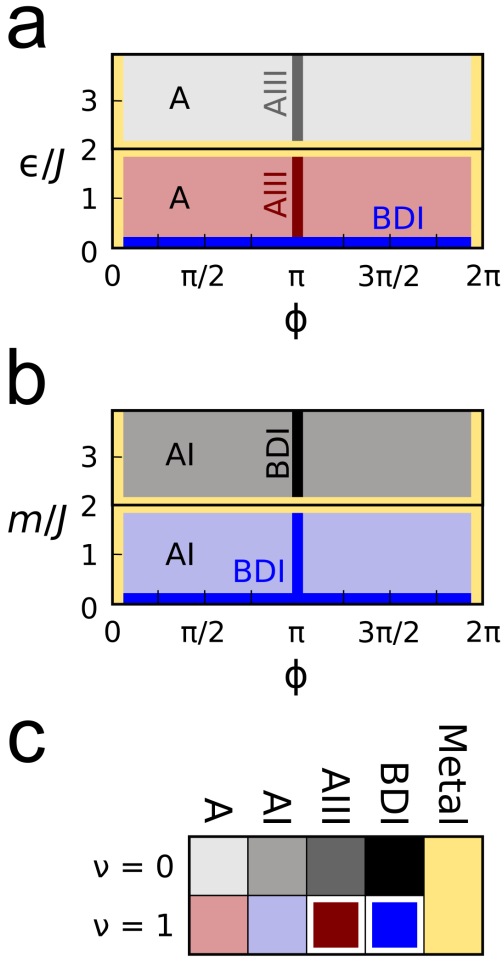 a
3
2
1
0
ϵ/J
A
AIII
A
AIII
BDI
0 π/2 π 3π/2 2π
ϕ
b
3
2
1
0
m/J
AI
BDI
AI
BDI
0 π/2 π 3π/2 2π
ϕ
c
A AI AIII BDI Metal
ν = 0
ν = 1